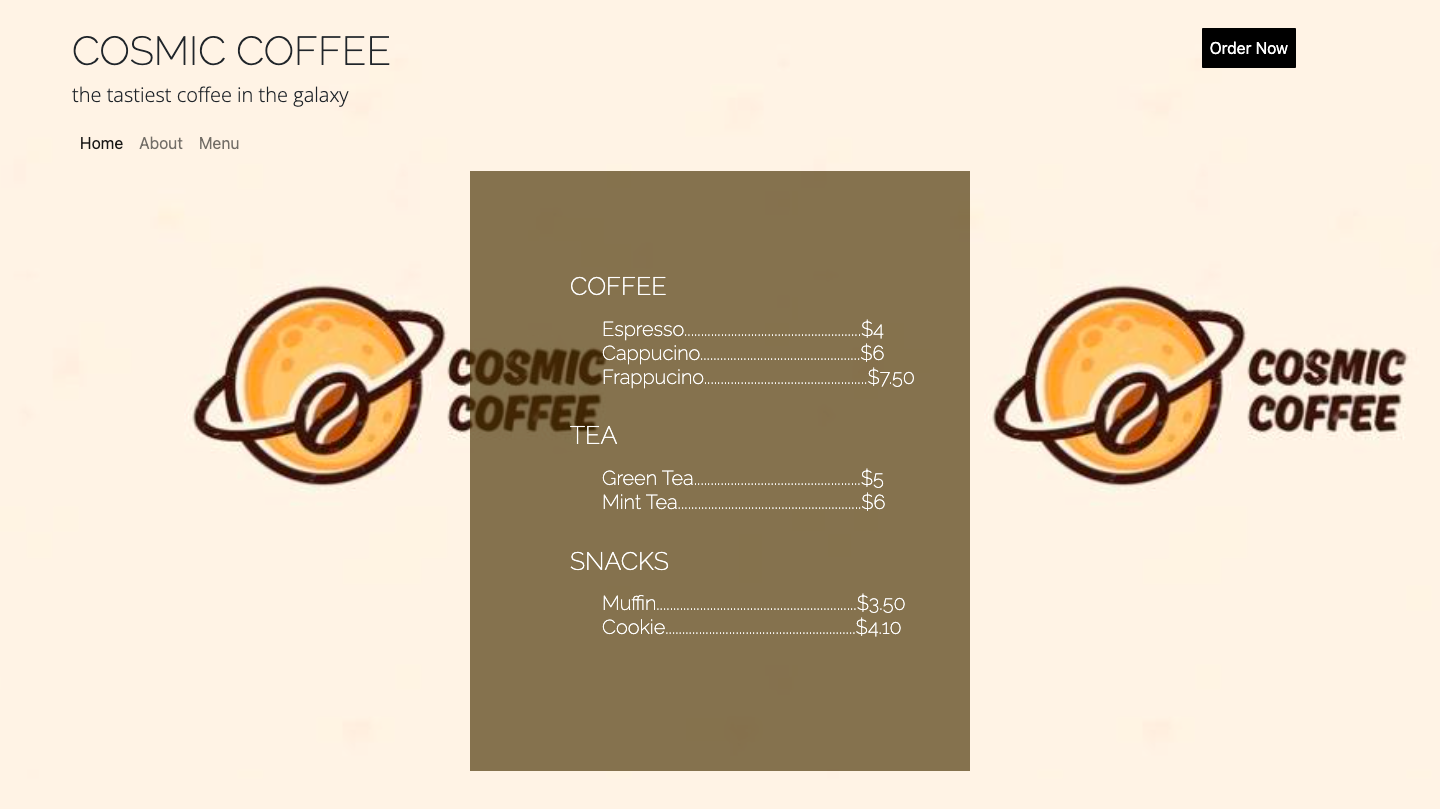 COSMIC COFFEE
Order Now
the tastiest coffee in the galaxy
Home About Menu
COFFEE
Espresso.....................................................$4
Cappucino................................................$6
Frappucino.................................................$7.50
COSMIC
COFFEE
COSMIC
COFFEE
TEA
Green Tea..................................................$5
Mint Tea.......................................................$6
SNACKS
Muffin............................................................$3.50
Cookie.........................................................$4.10